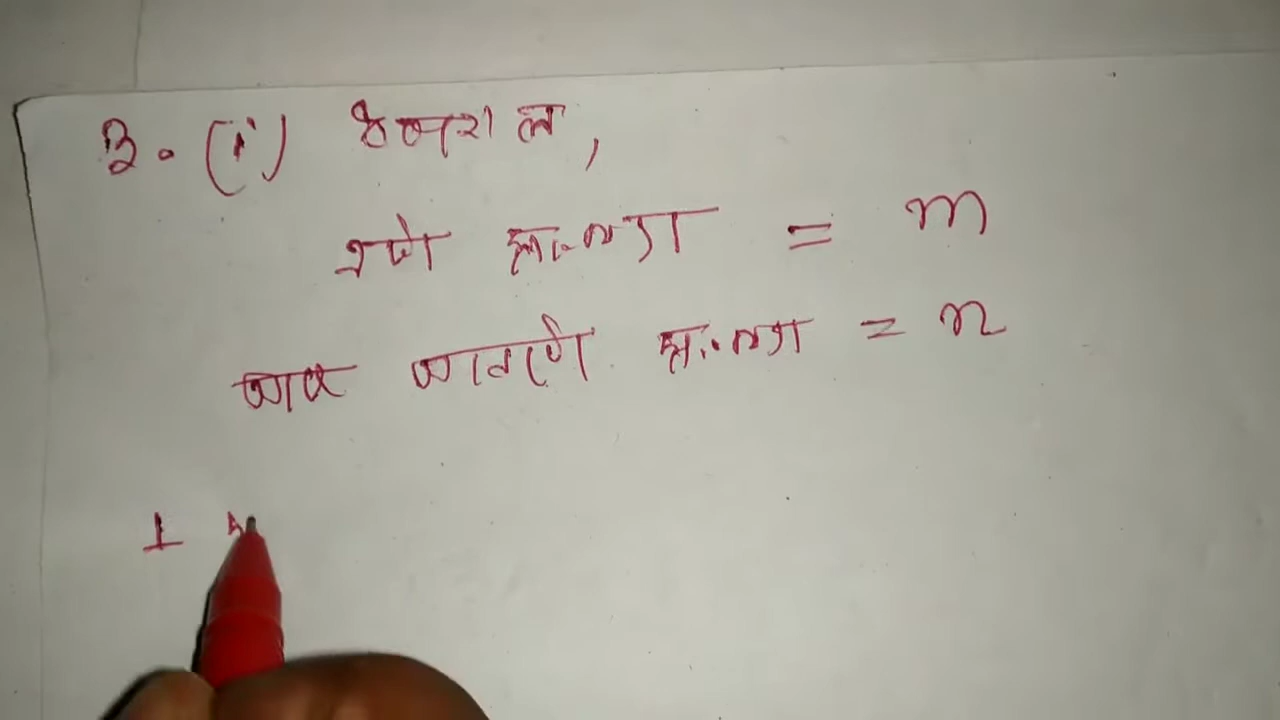 3. (i) ধৰা হল,
এটা সংখ্যা = m
আৰু আনটো সংখ্যা = n
1